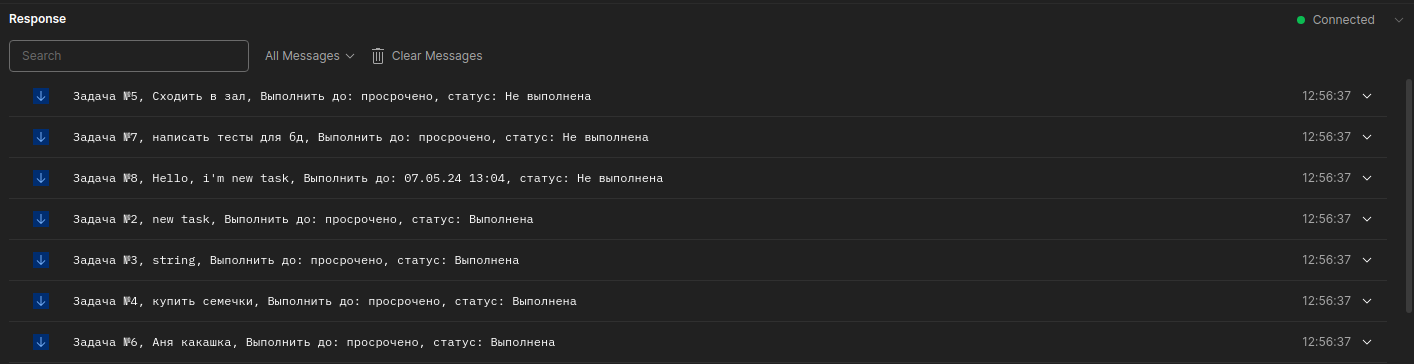 Response
Connected
Search
All Messages
Clear Messages
Задача №5, Сходить в зал, Выполнить до: просрочено, статус: Не выполнена 12:56:37
Задача №7, написать тесты для бд, Выполнить до: просрочено, статус: Не выполнена 12:56:37
Задача №8, Hello, i'm new task, Выполнить до: 07.05.24 13:04, статус: Не выполнена 12:56:37
Задача №2, new task, Выполнить до: просрочено, статус: Выполнена 12:56:37
Задача №3, string, Выполнить до: просрочено, статус: Выполнена 12:56:37
Задача №4, купить семечки, Выполнить до: просрочено, статус: Выполнена 12:56:37
Задача №6, Аня какашка, Выполнить до: просрочено, статус: Выполнена 12:56:37